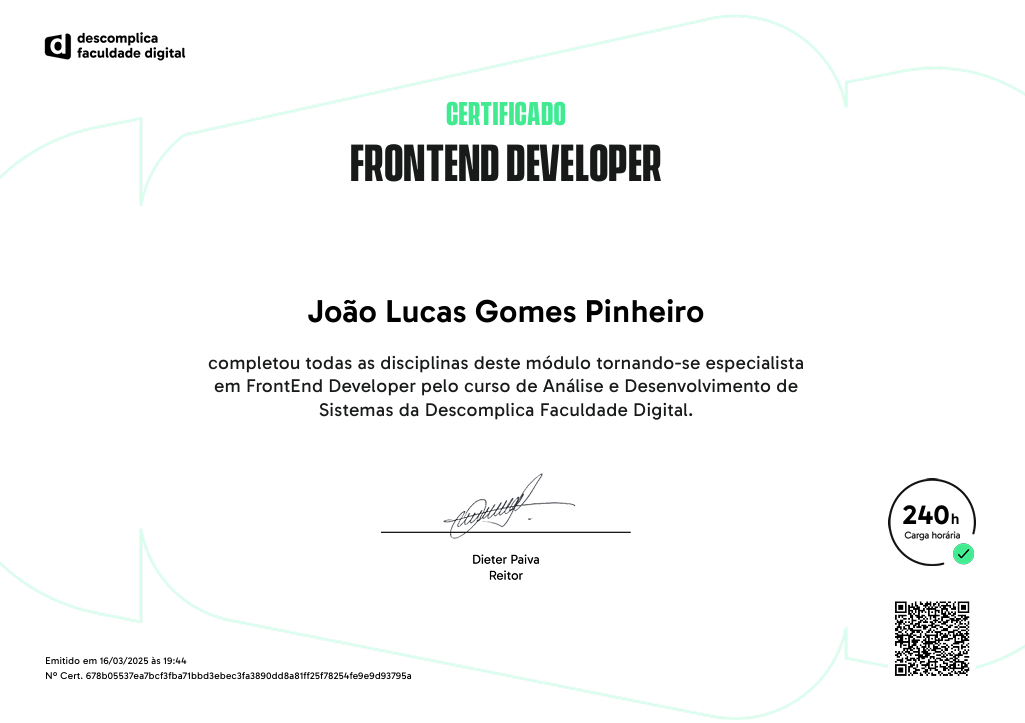 descomplica
faculdade digital
CERTIFICADO
FRONTEND DEVELOPER
João Lucas Gomes Pinheiro
completou todas as disciplinas deste módulo tornando-se especialista
em FrontEnd Developer pelo curso de Análise e Desenvolvimento de
Sistemas da Descomplica Faculdade Digital.
Dieter Paiva
Reitor
240h
Carga horária
Emitido em 16/03/2025 às 19:44
Nº Cert. 678b05537ea7bcf3fba71bbd3ebec3fa3890dd8a81ff25f78254fe9e9d93795a